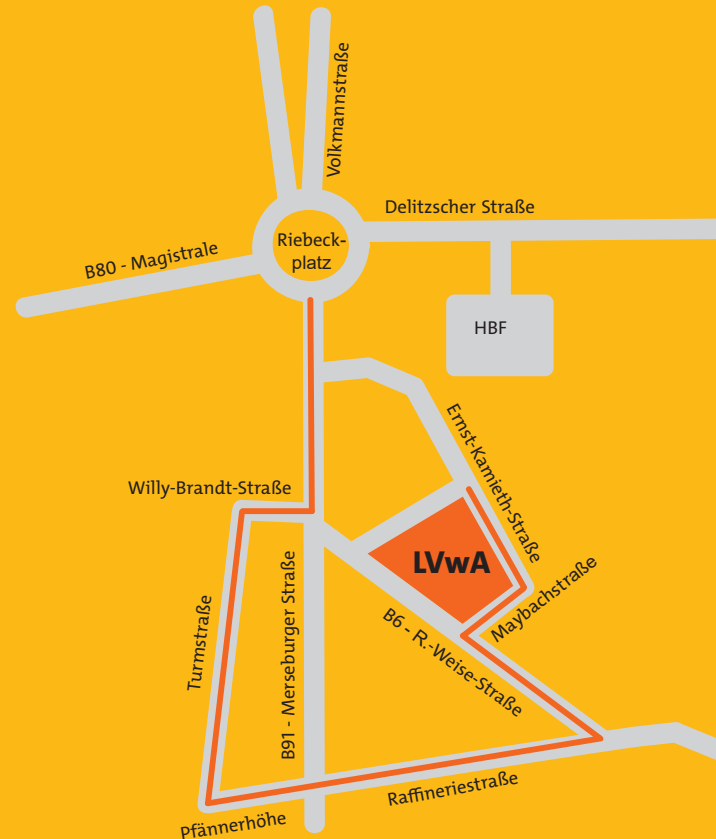 Volkmannstraße
Delitzscher Straße
Riebeck-
platz
B80 - Magistrale
HBF
Ernst-Kamieth-Straße
Willy-Brandt-Straße
LVwA
Maybachstraße
B6 - R.-Weise-Straße
Turmstraße
B91 - Merseburger Straße
Raffineriestraße
Pfännerhöhe